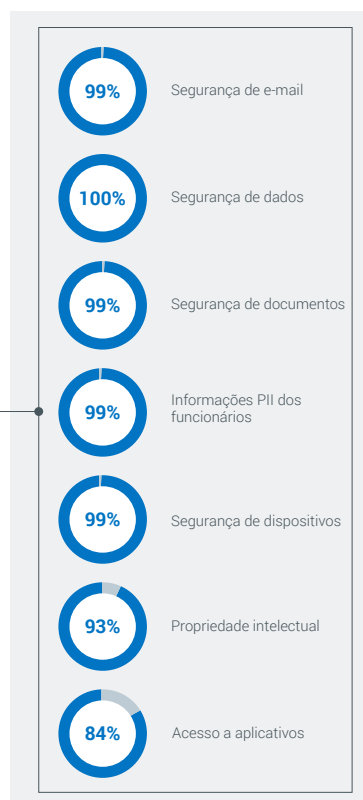 99%
Segurança de e-mail
100%
Segurança de dados
99%
Segurança de documentos
99%
Informações PII dos
funcionários
99%
Segurança de dispositivos
93%
Propriedade intelectual
84%
Acesso a aplicativos